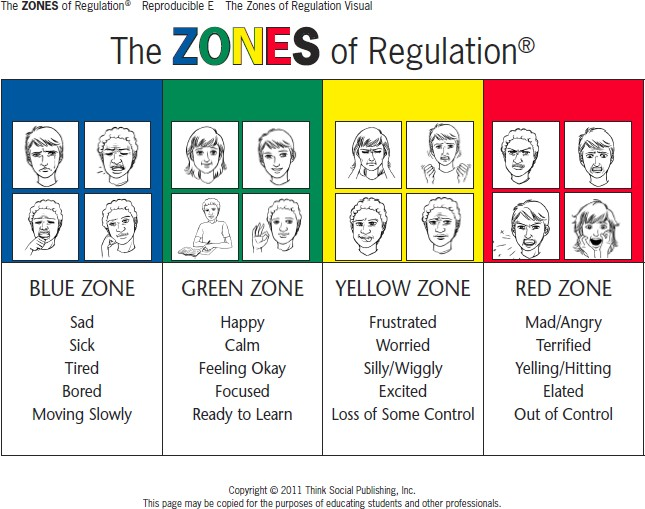 The ZONES of Regulation® Reproducible E The Zones of Regulation Visual
The ZONES of Regulation®
BLUE ZONE
Sad
Sick
Tired
Bored
Moving Slowly
GREEN ZONE
Happy
Calm
Feeling Okay
Focused
Ready to Learn
YELLOW ZONE
Frustrated
Worried
Silly/Wiggly
Excited
Loss of Some Control
RED ZONE
Mad/Angry
Terrified
Yelling/Hitting
Elated
Out of Control
Copyright © 2011 Think Social Publishing, Inc.
This page may be copied for the purposes of educating students and other professionals.